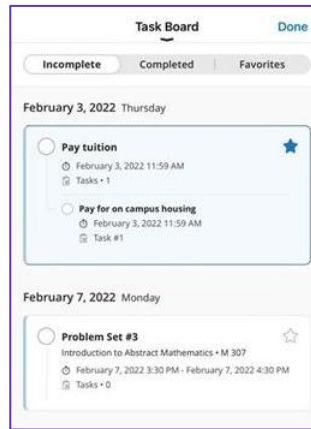 Task Board
Done
Incomplete
Completed
Favorites
February 3, 2022 Thursday
Pay tuition
February 3, 2022 11:59 AM
Tasks • 1
Pay for on campus housing
February 3, 2022 11:59 AM
Task #1
February 7, 2022 Monday
Problem Set #3
Introduction to Abstract Mathematics • M 307
February 7, 2022 3:30 PM - February 7, 2022 4:30 PM
Tasks • 0